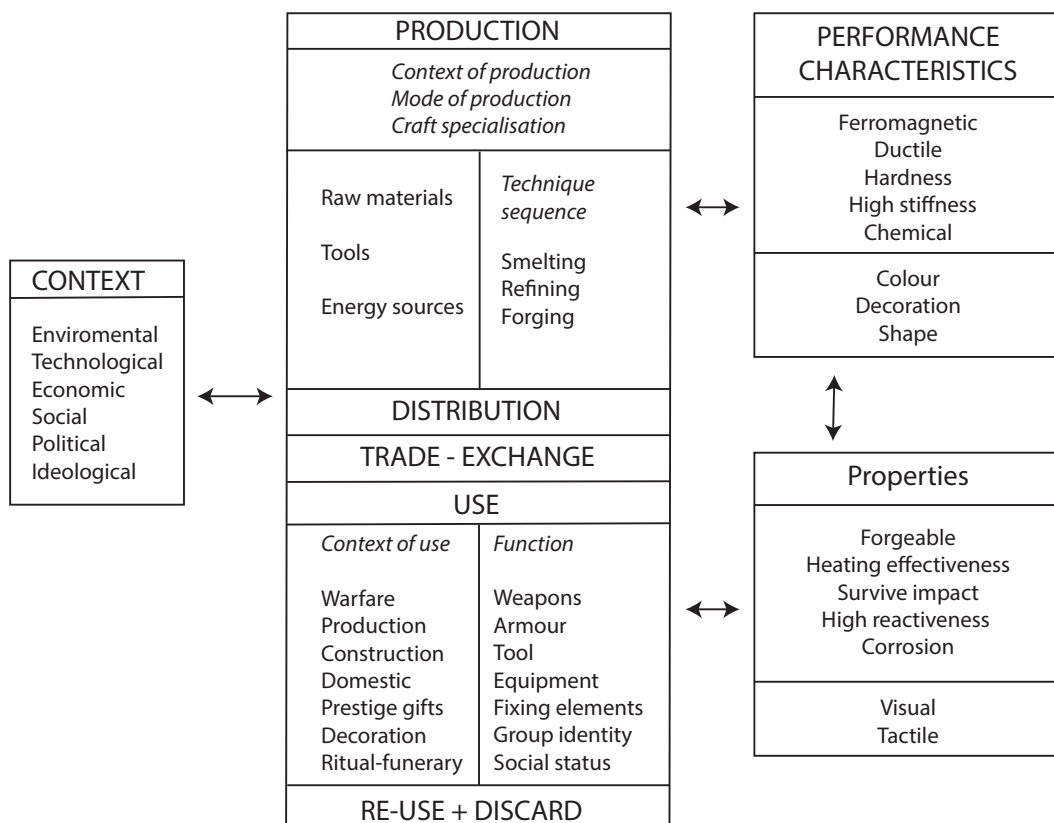 CONTEXT
Enviromental
Technological
Economic
Social
Political
Ideological
PRODUCTION
Context of production
Mode of production
Craft specialisation
Raw materials
Tools
Energy sources
Technique
sequence
Smelting
Refining
Forging
DISTRIBUTION
TRADE - EXCHANGE
USE
Context of use
Warfare
Production
Construction
Domestic
Prestige gifts
Decoration
Ritual-funerary
Function
Weapons
Armour
Tool
Equipment
Fixing elements
Group identity
Social status
RE-USE + DISCARD
PERFORMANCE
CHARACTERISTICS
Ferromagnetic
Ductile
Hardness
High stiffness
Chemical
Colour
Decoration
Shape
Properties
Forgeable
Heating effectiveness
Survive impact
High reactiveness
Corrosion
Visual
Tactile